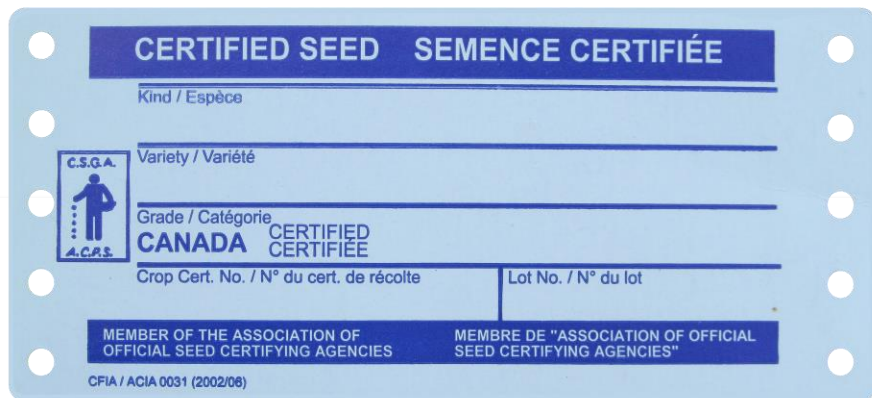 CERTIFIED SEED SEMENCE CERTIFIÉE
Kind / Espèce
Variety / Variété
C.S.G.A.
A.C.P.S.
Grade / Catégorie
CANADA CERTIFIED
CERTIFIÉE
Crop Cert. No. / N° du cert. de récolte
Lot No. / N° du lot
MEMBER OF THE ASSOCIATION OF
OFFICIAL SEED CERTIFYING AGENCIES
MEMBRE DE "ASSOCIATION OF OFFICIAL
SEED CERTIFYING AGENCIES"
CFIA / ACIA 0031 (2002/06)